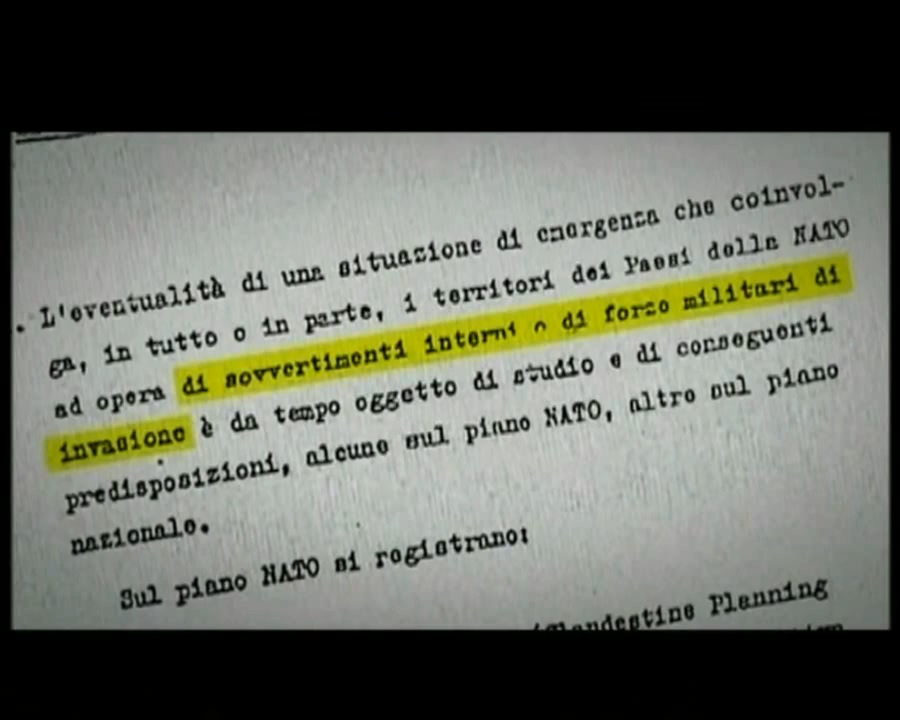 . L'eventualità di una situazione di emergenza che coinvol-
ga, in tutto o in parte, i territori dei Paesi della NATO
ad opera di sovvertimenti interni o di forze militari di
invasione è da tempo oggetto di studio e di conseguenti
predisposizioni, alcune sul piano NATO, altre sul piano
nazionale.
Sul piano NATO si registrano:
Clandestine Planning